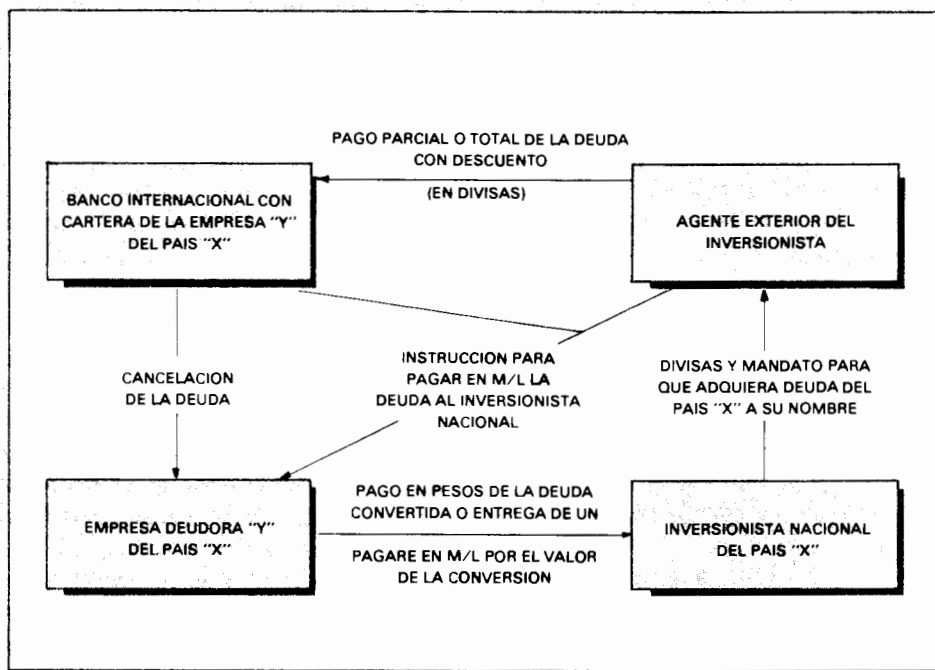 PAGO PARCIAL O TOTAL DE LA DEUDA
CON DESCUENTO
(EN DIVISAS)
BANCO INTERNACIONAL CON
CARTERA DE LA EMPRESA "Y"
DEL PAIS "X"
AGENTE EXTERIOR DEL
INVERSIONISTA
CANCELACION
DE LA DEUDA
INSTRUCCION PARA
PAGAR EN M/L LA
DEUDA AL INVERSIONISTA
NACIONAL
DIVISAS Y MANDATO PARA
QUE ADQUIERA DEUDA DEL
PAIS "X" A SU NOMBRE
EMPRESA DEUDORA "Y"
DEL PAIS "X"
PAGO EN PESOS DE LA DEUDA
CONVERTIDA O ENTREGA DE UN
PAGARE EN M/L POR EL VALOR
DE LA CONVERSION
INVERSIONISTA NACIONAL
DEL PAIS "X"